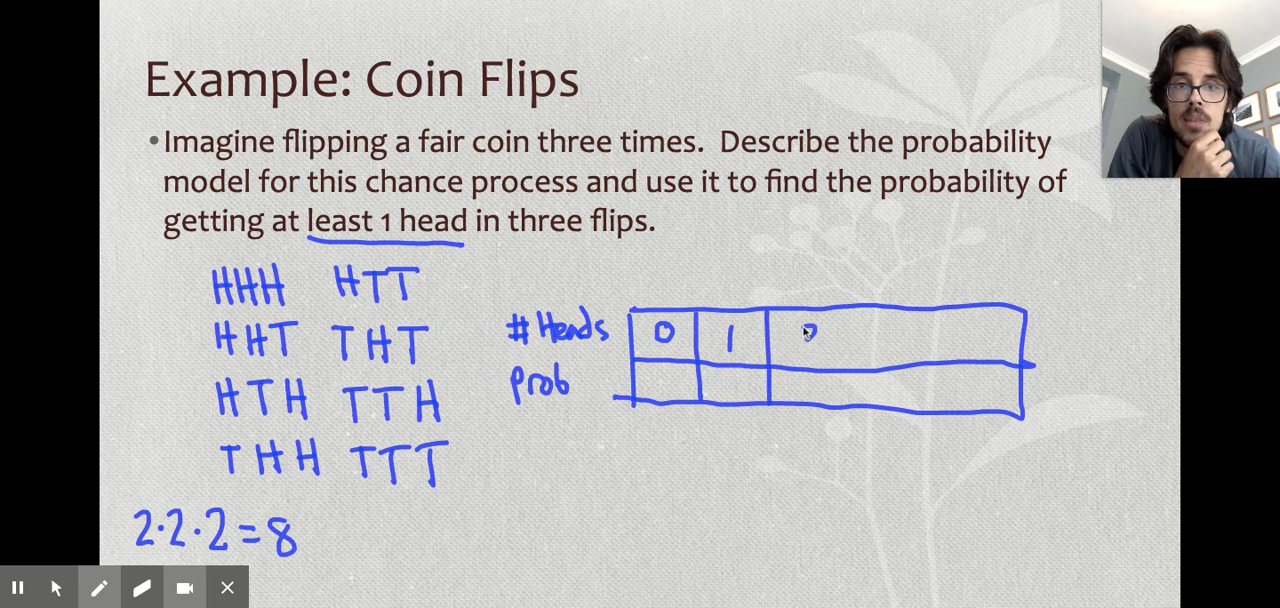 Example: Coin Flips
•Imagine flipping a fair coin three times. Describe the probability
model for this chance process and use it to find the probability of
getting at least 1 head in three flips.
HHH HTT
HHT THT
HTH TTH
THH TTT
2·2·2=8
# Heads 0 1
Prob